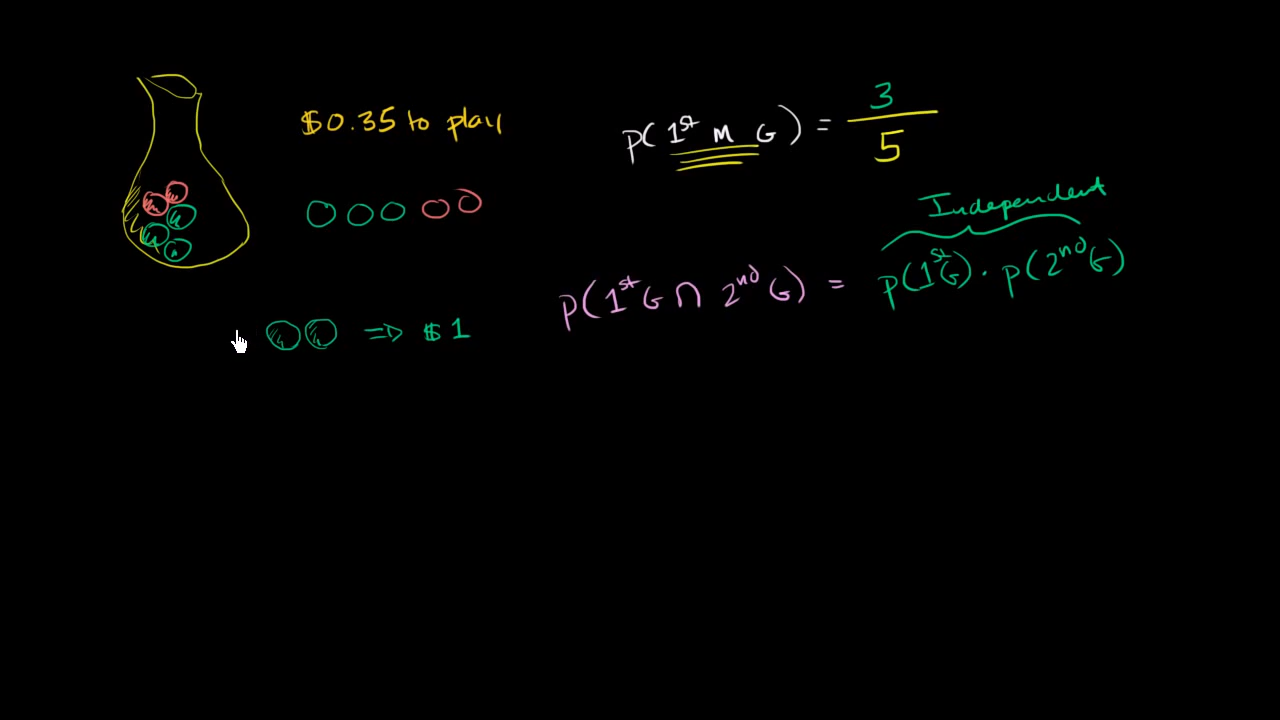 $0.35 to play
P(1st M G) = 3/5
Independent
P(1st G ∩ 2nd G) = P(1st G) · P(2nd G)
⇒ $1